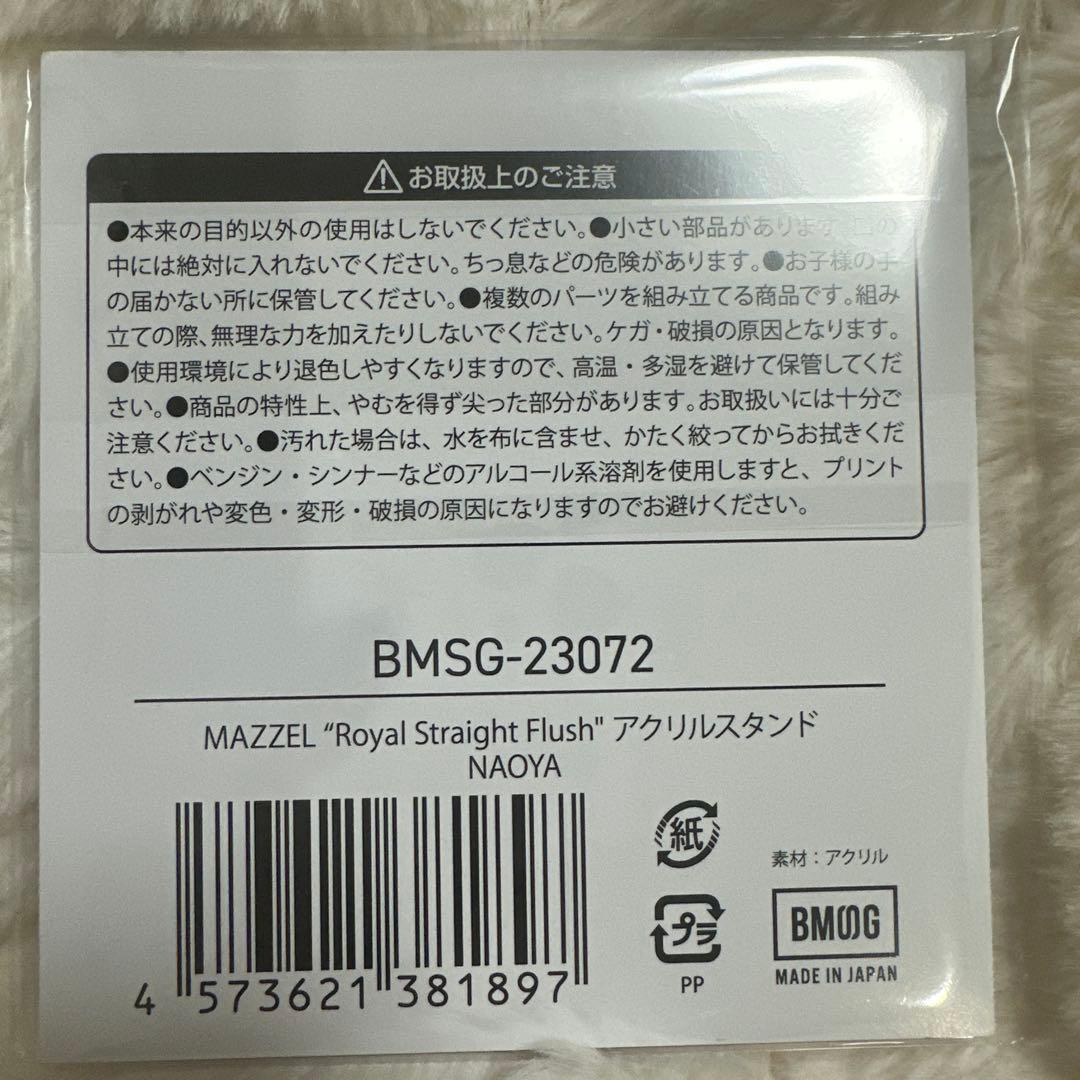 ⚠お取扱上のご注意
●本来の目的以外の使用はしないでください。●小さい部品があります。口の
中には絶対に入れないでください。ちっ息などの危険があります。●お子様の手
の届かない所に保管してください。●複数のパーツを組み立てる商品です。組み
立ての際、無理な力を加えたりしないでください。ケガ・破損の原因となります。
●使用環境により退色しやすくなりますので、高温・多湿を避けて保管してくだ
さい。●商品の特性上、やむを得ず尖った部分があります。お取扱いには十分ご
注意ください。●汚れた場合は、水を布に含ませ、かたく絞ってからお拭きくだ
さい。●ベンジン・シンナーなどのアルコール系溶剤を使用しますと、プリント
の剥がれや変色・変形・破損の原因になりますのでお避けください。
BMSG-23072
MAZZEL “Royal Straight Flush" アクリルスタンド
NAOYA
4 573621 381897
紙
プラ
PP
素材：アクリル
BMSG
MADE IN JAPAN